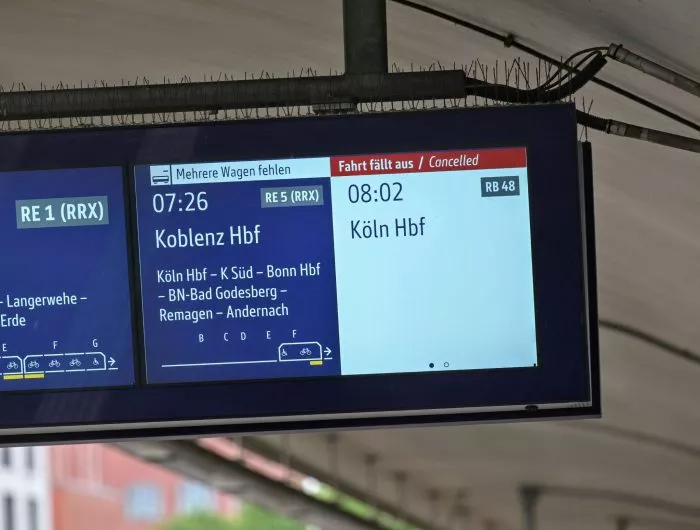 RE 1 (RRX)
- Langerwehe –
Erde
E F G
Mehrere Wagen fehlen
07:26 RE 5 (RRX)
Koblenz Hbf
Köln Hbf – K Süd – Bonn Hbf
– BN-Bad Godesberg –
Remagen – Andernach
B C D E F
Fahrt fällt aus / Cancelled
08:02 RB 48
Köln Hbf